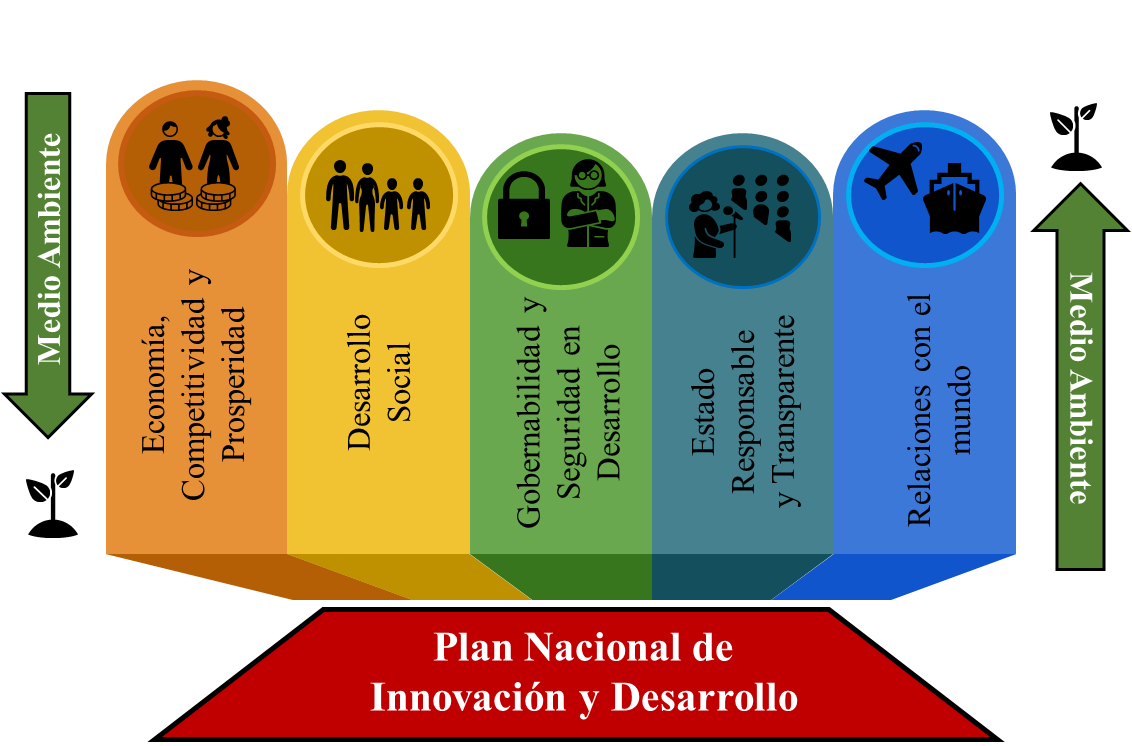 Medio Ambiente
Economía,
Competitividad y
Prosperidad
Desarrollo
Social
Gobernabilidad y
Seguridad en
Desarrollo
Estado
Responsable
y Transparente
Relaciones con el
mundo
Medio Ambiente
Plan Nacional de
Innovación y Desarrollo